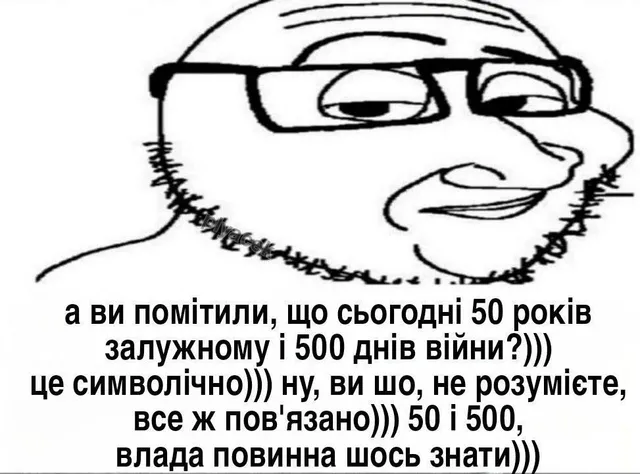 а ви помітили, що сьогодні 50 років
залужному і 500 днів війни?)))
це символічно))) ну, ви шо, не розумієте,
все ж пов'язано))) 50 і 500,
влада повинна шось знати)))